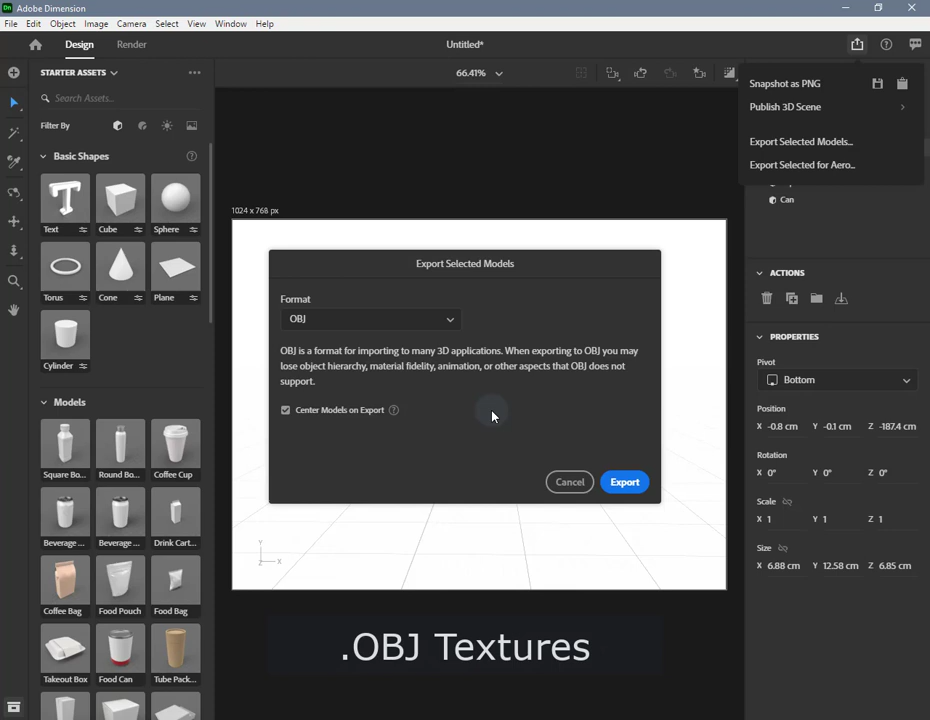 Dn Adobe Dimension
File Edit Object Image Camera Select View Window Help
Design Render Untitled*
STARTER ASSETS
66.41%
Search Assets...
Filter By
Basic Shapes
Text Cube Sphere
Torus Cone Plane
Cylinder
Models
Square Bo... Round Bo... Coffee Cup
Beverage ... Beverage ... Drink Cart...
Coffee Bag Food Pouch Food Bag
Takeout Box Food Can Tube Pack...
1024 x 768 px
Export Selected Models
Format
OBJ
OBJ is a format for importing to many 3D applications. When exporting to OBJ you may
lose object hierarchy, material fidelity, animation, or other aspects that OBJ does not
support.
Center Models on Export
Cancel Export
Y
Z X
.OBJ Textures
Snapshot as PNG
Publish 3D Scene
Export Selected Models...
Export Selected for Aero...
Can
ACTIONS
PROPERTIES
Pivot
Bottom
Position
X -0.8 cm Y -0.1 cm Z -187.4 cm
Rotation
X 0° Y 0° Z 0°
Scale
X 1 Y 1 Z 1
Size
X 6.88 cm Y 12.58 cm Z 6.85 cm